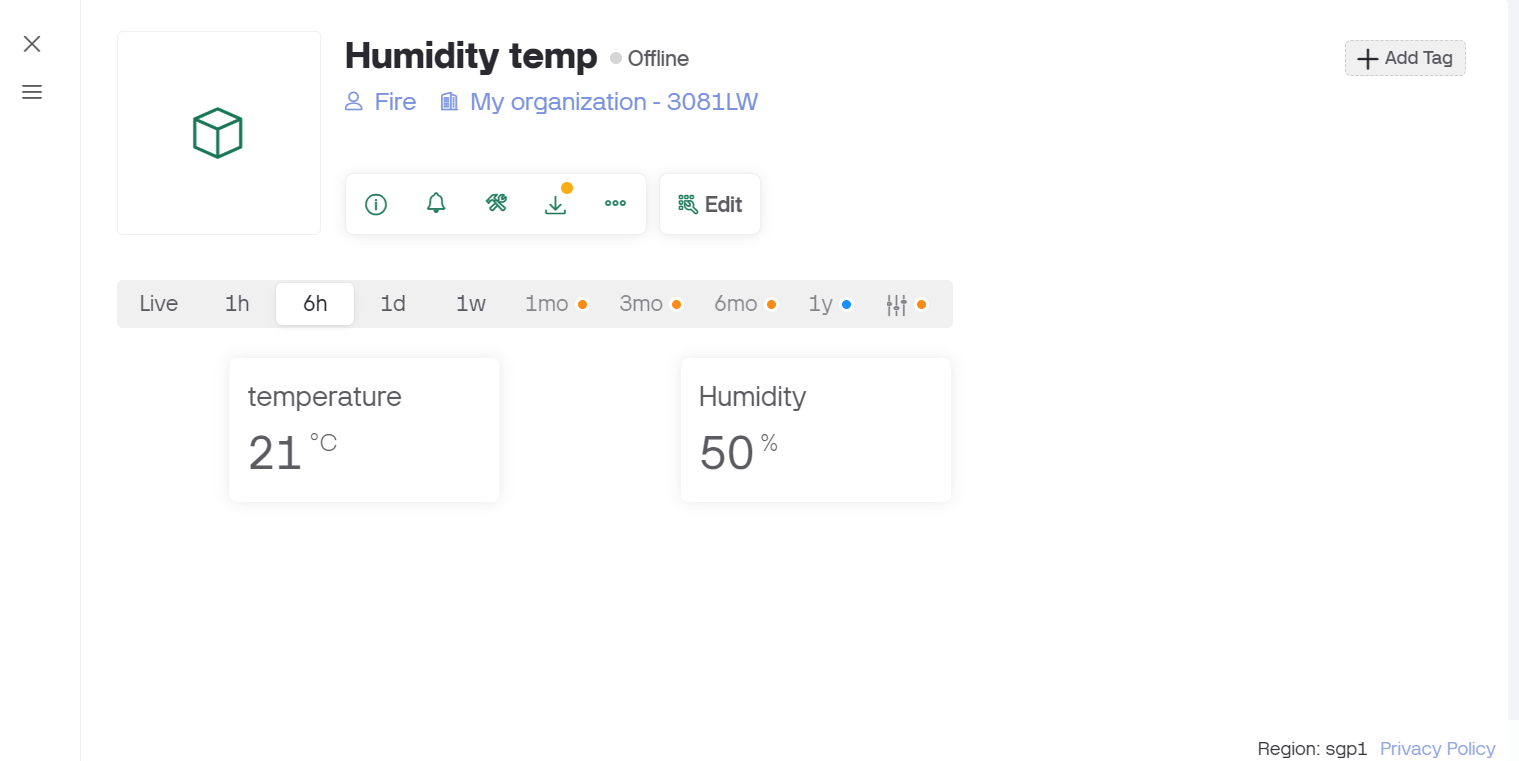 Humidity temp Offline
Add Tag
Fire My organization - 3081LW
Edit
Live 1h 6h 1d 1w 1mo 3mo 6mo 1y
temperature
21 °C
Humidity
50 %
Region: sgp1 Privacy Policy